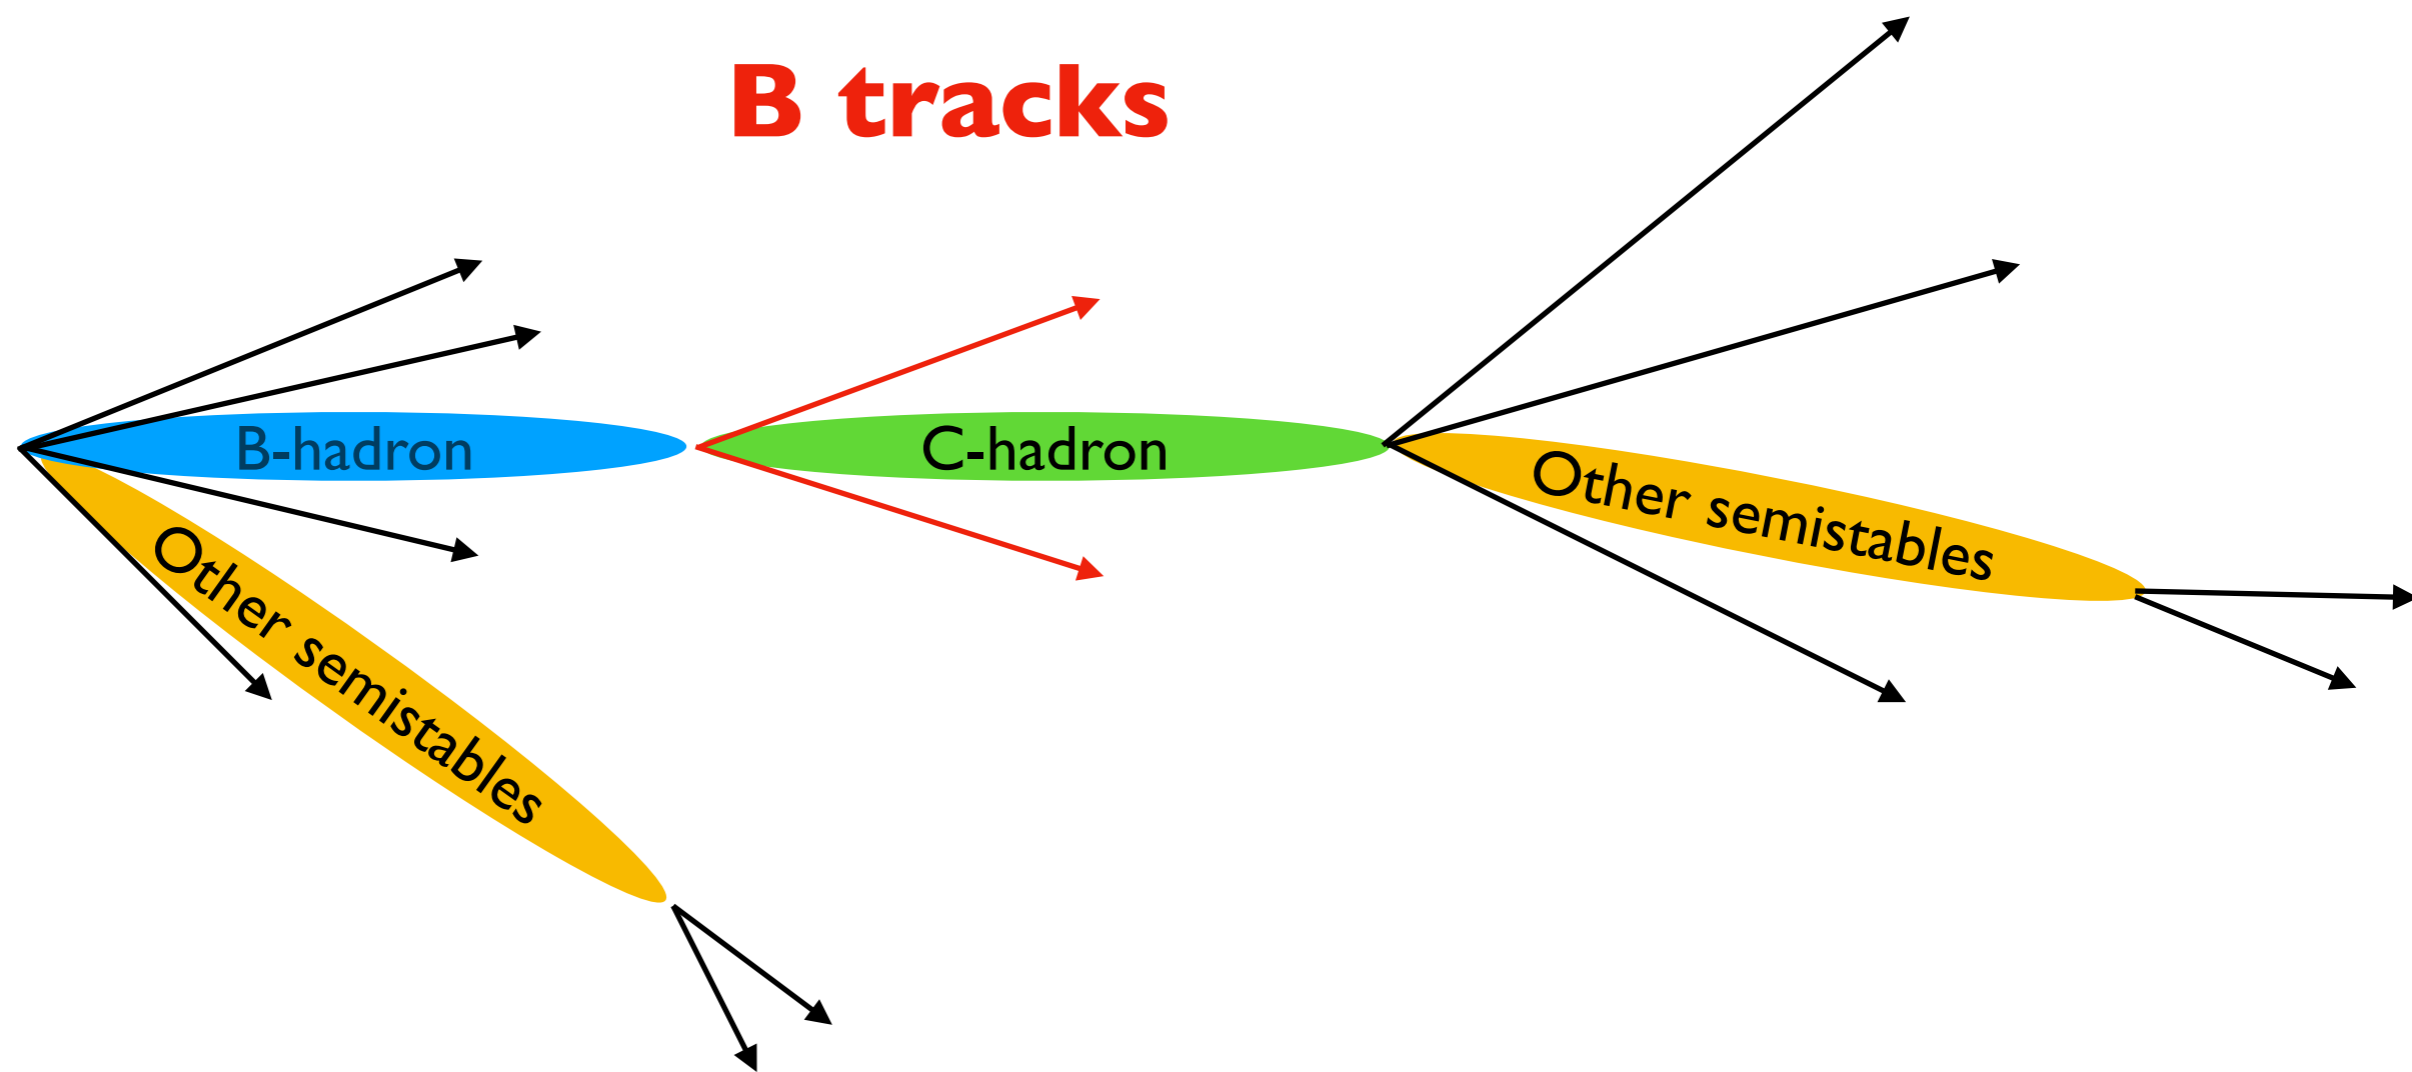 B tracks
B-hadron
C-hadron
Other semistables
Other semistables